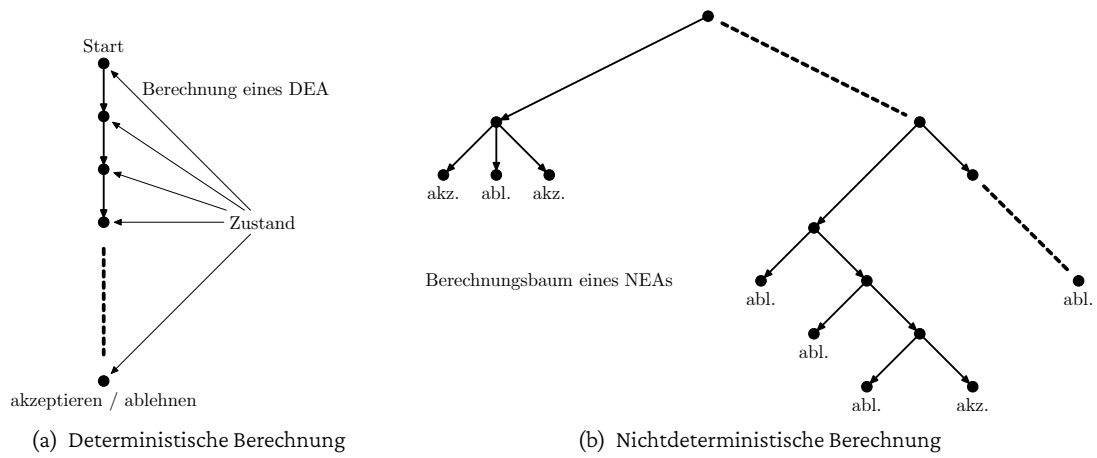 Start
Berechnung eines DEA
Zustand
akzeptieren / ablehnen
(a) Deterministische Berechnung
akz. abl. akz.
Berechnungsbaum eines NEAs
abl.
abl.
abl.
abl. akz.
(b) Nichtdeterministische Berechnung